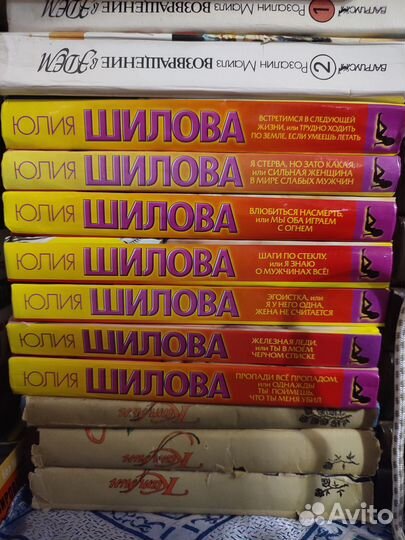 ВАГРИУС
Розалин Майлз ВОЗВРАЩЕНИЕ в ЭДЕМ
1
ВАГРИУС
Розалин Майлз ВОЗВРАЩЕНИЕ в ЭДЕМ
2
ЮЛИЯ ШИЛОВА
ВСТРЕТИМСЯ В СЛЕДУЮЩЕЙ
ЖИЗНИ, или ТРУДНО ХОДИТЬ
ПО ЗЕМЛЕ, ЕСЛИ УМЕЕШЬ ЛЕТАТЬ
ЮЛИЯ ШИЛОВА
Я СТЕРВА, НО ЗАТО КАКАЯ,
или СИЛЬНАЯ ЖЕНЩИНА
В МИРЕ СЛАБЫХ МУЖЧИН
ЮЛИЯ ШИЛОВА
ВЛЮБИТЬСЯ НАСМЕРТЬ,
или МЫ ОБА ИГРАЕМ
С ОГНЕМ
ЮЛИЯ ШИЛОВА
ШАГИ ПО СТЕКЛУ,
или Я ЗНАЮ
О МУЖЧИНАХ ВСЁ!
ЮЛИЯ ШИЛОВА
ЭГОИСТКА, или
Я У НЕГО ОДНА,
ЖЕНА НЕ СЧИТАЕТСЯ
ЮЛИЯ ШИЛОВА
ЖЕЛЕЗНАЯ ЛЕДИ,
или ТЫ В МОЕМ
ЧЕРНОМ СПИСКЕ
ЮЛИЯ ШИЛОВА
ПРОПАДИ ВСЁ ПРОПАДОМ,
или ОДНАЖДЫ
ТЫ ПОЙМЕШЬ,
ЧТО ТЫ МЕНЯ УБИЛ
Avito